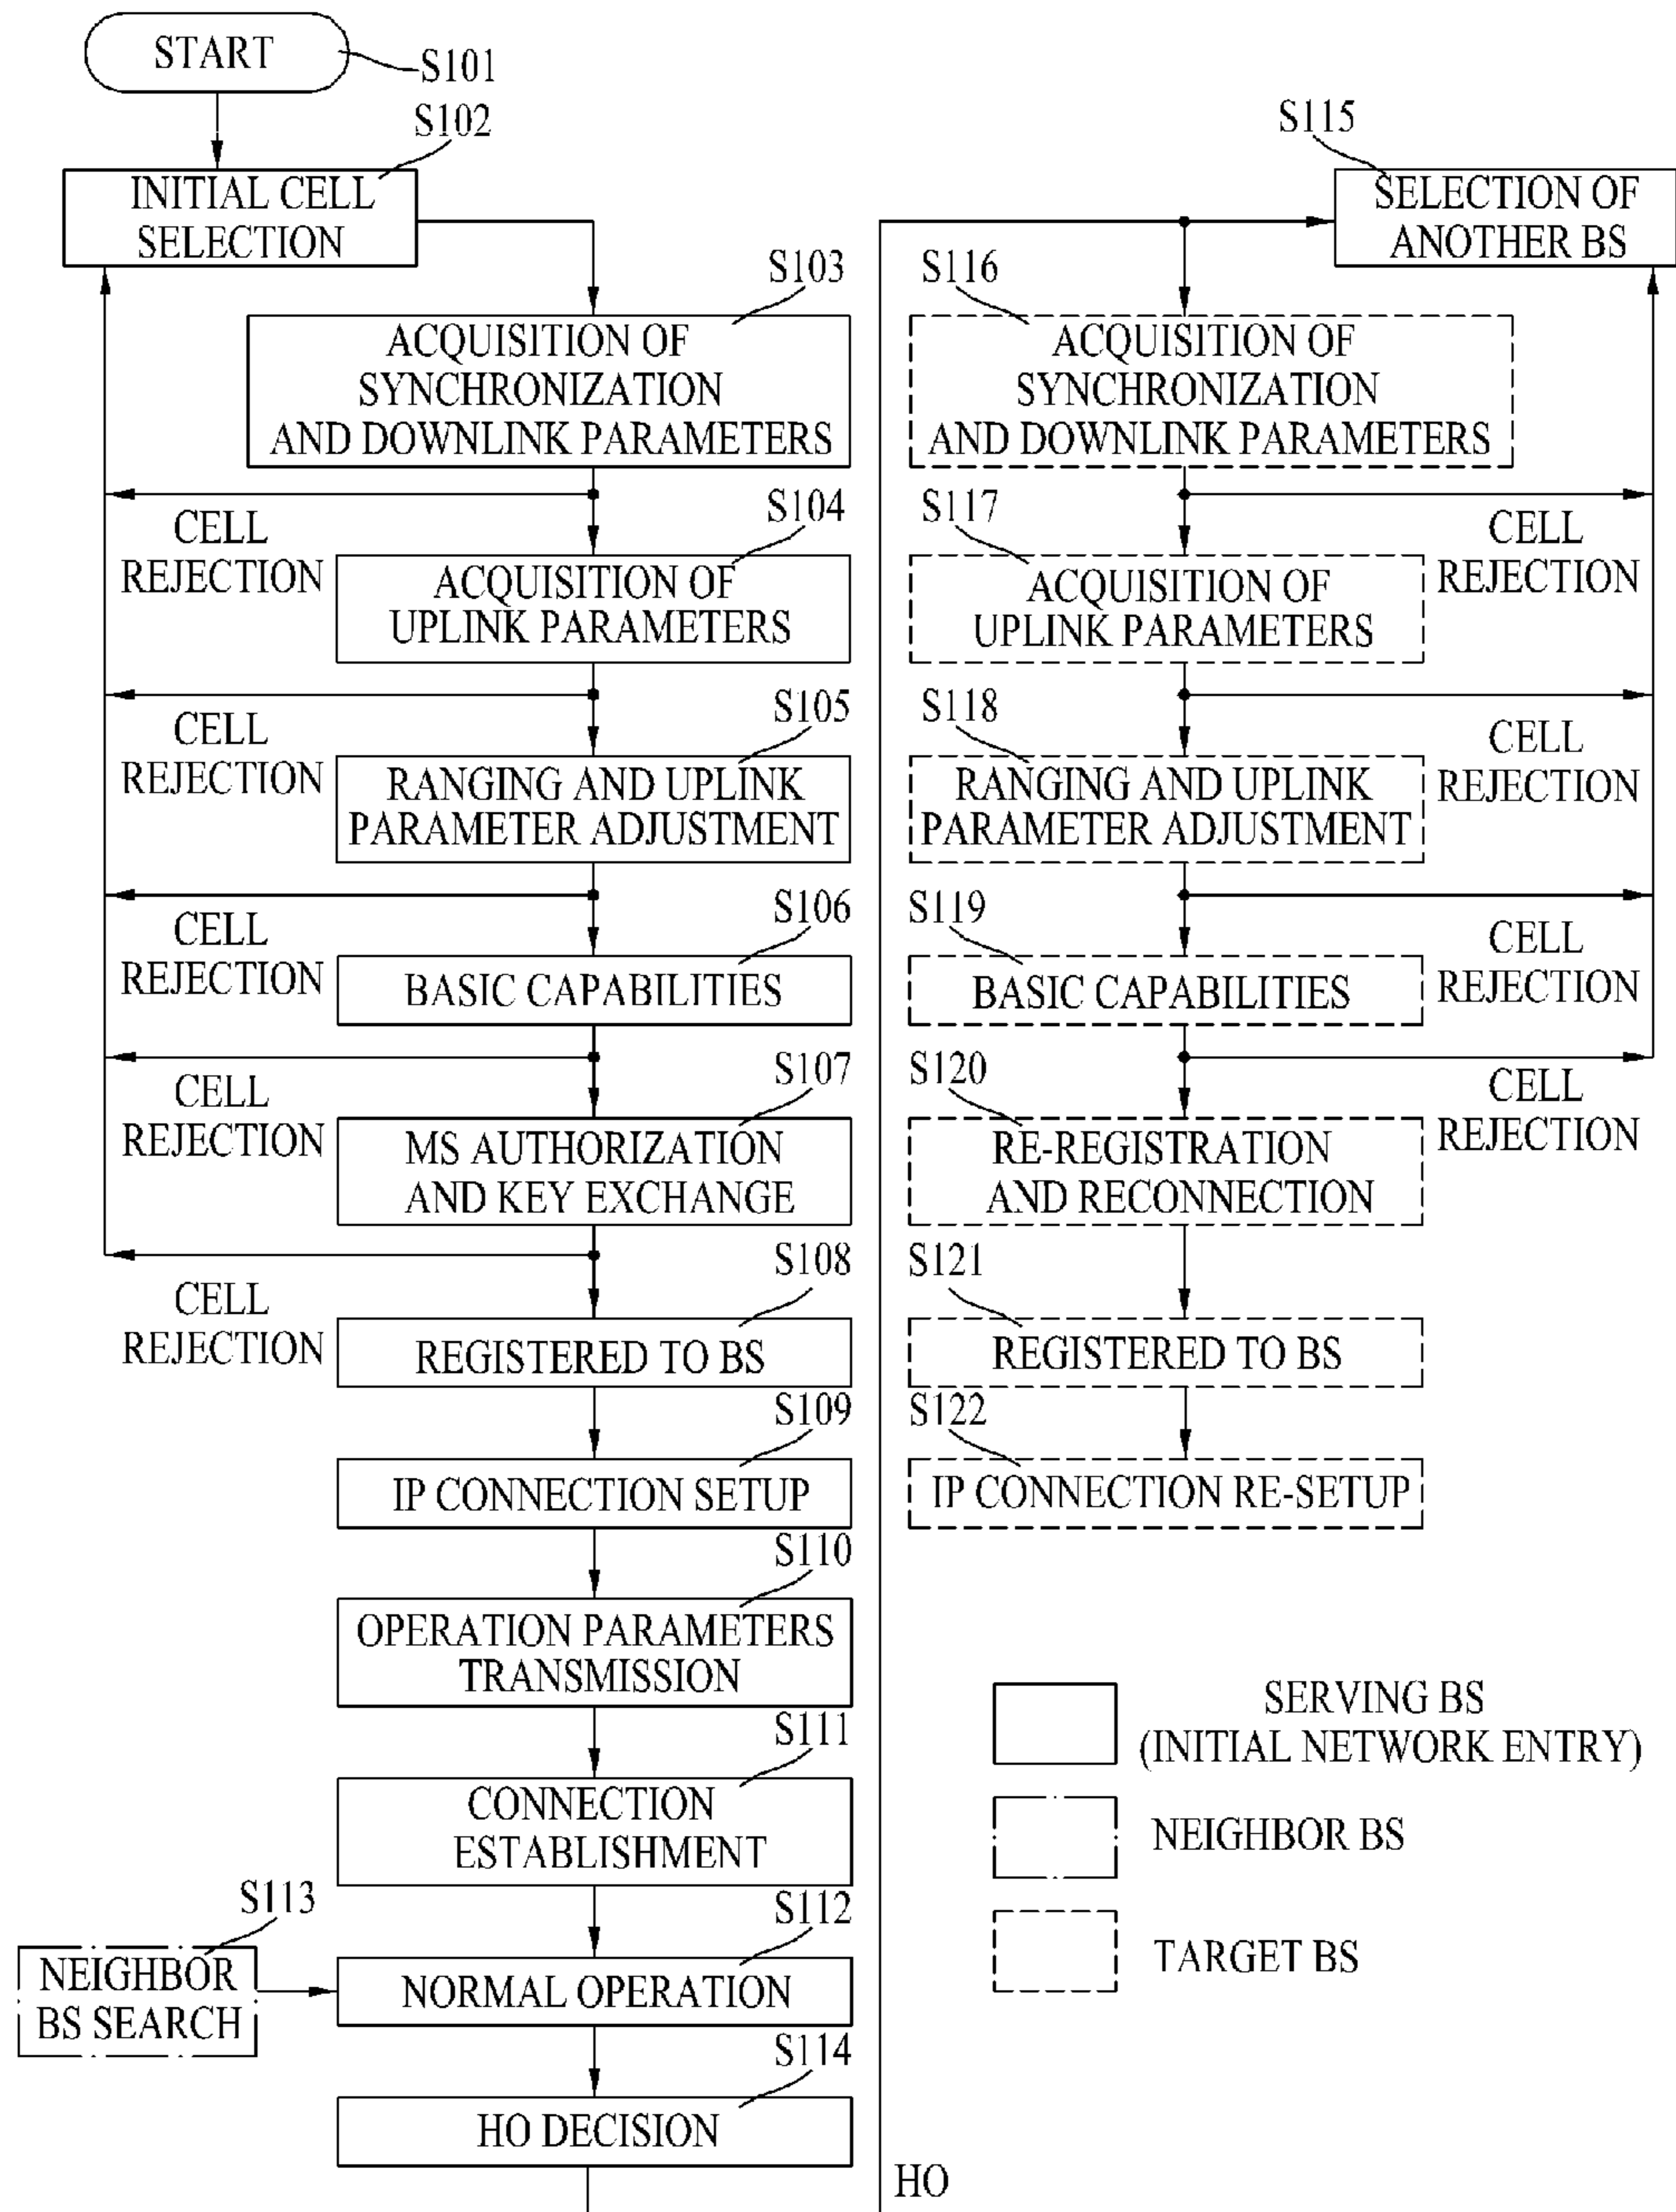 START
S101
S102
INITIAL CELL
SELECTION
S103
ACQUISITION OF
SYNCHRONIZATION
AND DOWNLINK PARAMETERS
CELL
REJECTION
S104
ACQUISITION OF
UPLINK PARAMETERS
CELL
REJECTION
S105
RANGING AND UPLINK
PARAMETER ADJUSTMENT
CELL
REJECTION
S106
BASIC CAPABILITIES
CELL
REJECTION
S107
MS AUTHORIZATION
AND KEY EXCHANGE
CELL
REJECTION
S108
REGISTERED TO BS
S109
IP CONNECTION SETUP
S110
OPERATION PARAMETERS
TRANSMISSION
S111
CONNECTION
ESTABLISHMENT
S113
NEIGHBOR
BS SEARCH
S112
NORMAL OPERATION
S114
HO DECISION
HO
S115
SELECTION OF
ANOTHER BS
S116
ACQUISITION OF
SYNCHRONIZATION
AND DOWNLINK PARAMETERS
CELL
REJECTION
S117
ACQUISITION OF
UPLINK PARAMETERS
CELL
REJECTION
S118
RANGING AND UPLINK
PARAMETER ADJUSTMENT
CELL
REJECTION
S119
BASIC CAPABILITIES
CELL
REJECTION
S120
RE-REGISTRATION
AND RECONNECTION
S121
REGISTERED TO BS
S122
IP CONNECTION RE-SETUP
SERVING BS
(INITIAL NETWORK ENTRY)
NEIGHBOR BS
TARGET BS